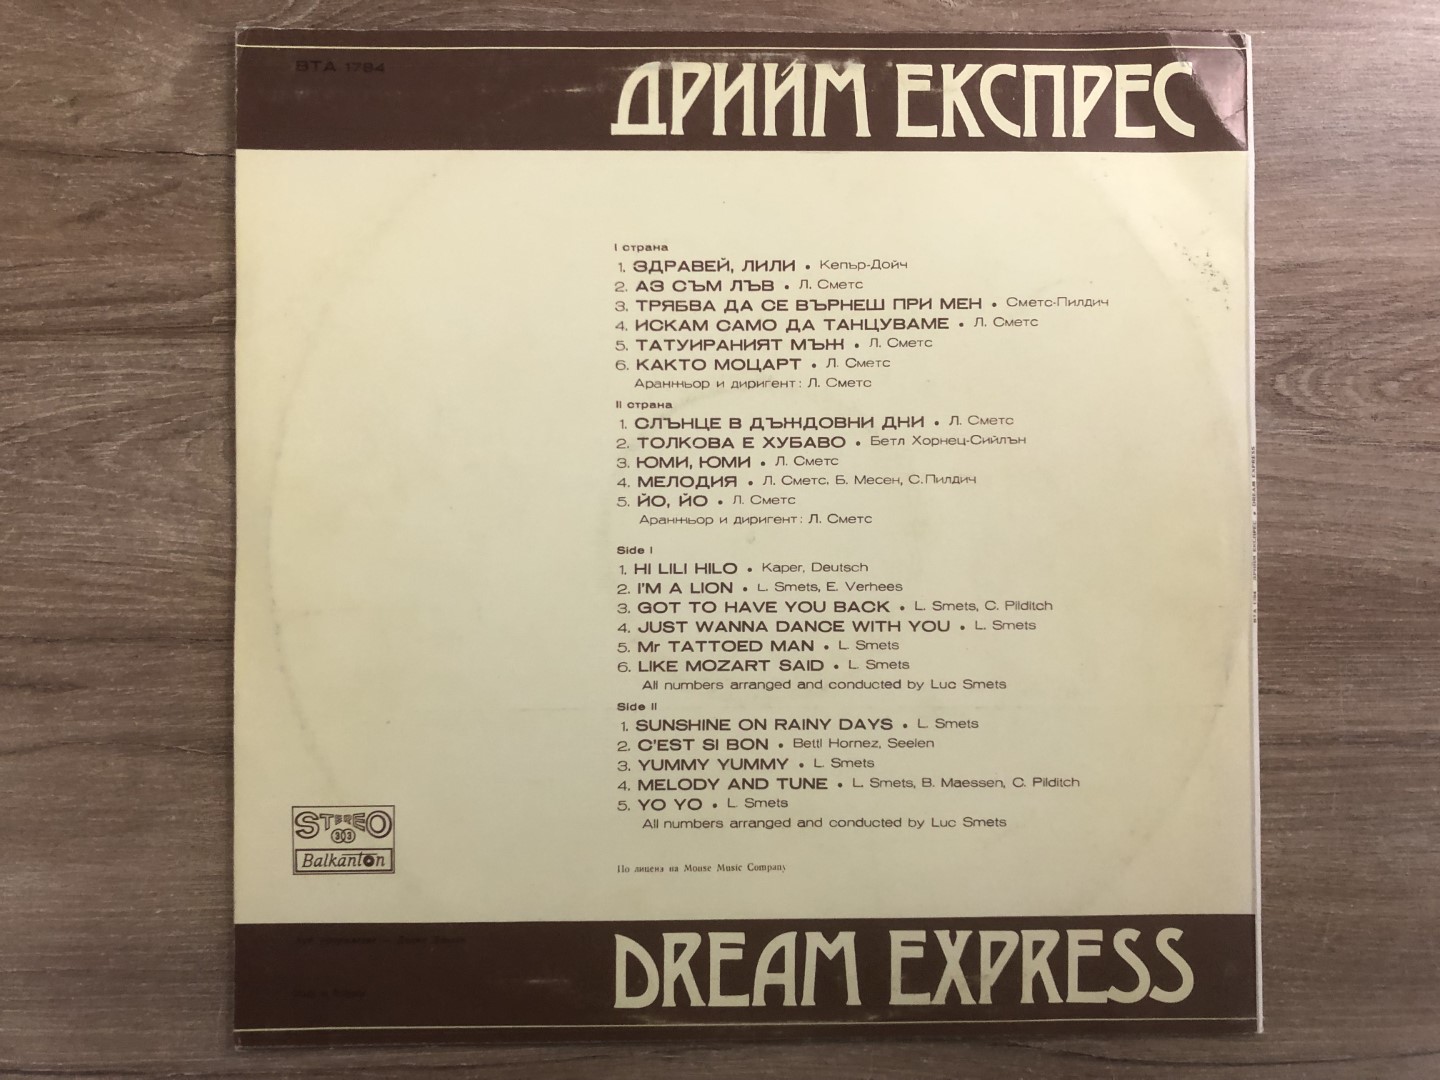 BTA 1784
ДРИЙМ ЕКСПРЕС
I страна
1. ЗДРАВЕЙ, ЛИЛИ • Кепър-Дойч
2. АЗ СЪМ ЛЪВ • Л. Сметс
3. ТРЯБВА ДА СЕ ВЪРНЕШ ПРИ МЕН • Сметс-Пилдич
4. ИСКАМ САМО ДА ТАНЦУВАМЕ • Л. Сметс
5. ТАТУИРАНИЯТ МЪЖ • Л. Сметс
6. КАКТО МОЦАРТ • Л. Сметс
Аранжьор и диригент: Л. Сметс
II страна
1. СЛЪНЦЕ В ДЪЖДОВНИ ДНИ • Л. Сметс
2. ТОЛКОВА Е ХУБАВО • Бетл Хорнец-Сийлън
3. ЮМИ, ЮМИ • Л. Сметс
4. МЕЛОДИЯ • Л. Сметс, Б. Месен, С. Пилдич
5. ЙО, ЙО • Л. Сметс
Аранжьор и диригент: Л. Сметс
Side I
1. HI LILI HILO • Kaper, Deutsch
2. I'M A LION • L. Smets, E. Verhees
3. GOT TO HAVE YOU BACK • L. Smets, C. Pilditch
4. JUST WANNA DANCE WITH YOU • L. Smets
5. Mr TATTOED MAN • L. Smets
6. LIKE MOZART SAID • L. Smets
All numbers arranged and conducted by Luc Smets
Side II
1. SUNSHINE ON RAINY DAYS • L. Smets
2. C'EST SI BON • Bettl Hornez, Seelen
3. YUMMY YUMMY • L. Smets
4. MELODY AND TUNE • L. Smets, B. Maessen, C. Pilditch
5. YO YO • L. Smets
All numbers arranged and conducted by Luc Smets
STEREO
303
Balkanton
По лиценз на Mouse Music Company
DREAM EXPRESS